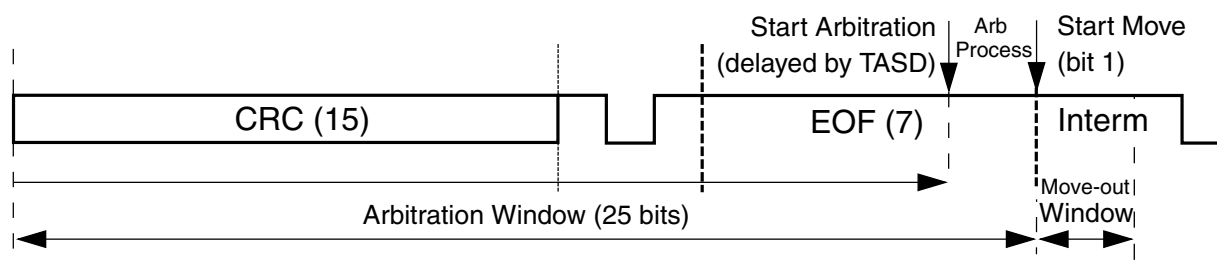 Start Arbitration
(delayed by TASD)
Arb
Process
Start Move
(bit 1)
CRC (15)
EOF (7)
Interm
Arbitration Window (25 bits)
Move-out
Window